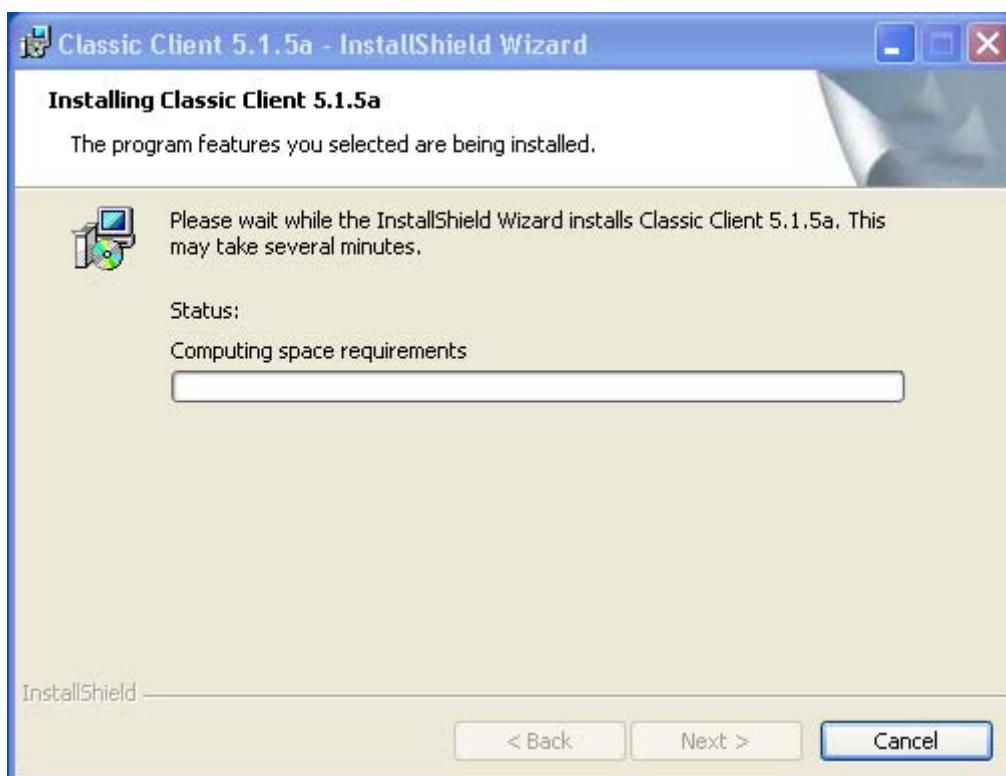 Classic Client 5.1.5a - InstallShield Wizard
Installing Classic Client 5.1.5a
The program features you selected are being installed.
Please wait while the InstallShield Wizard installs Classic Client 5.1.5a. This
may take several minutes.
Status:
Computing space requirements
InstallShield
< Back
Next >
Cancel